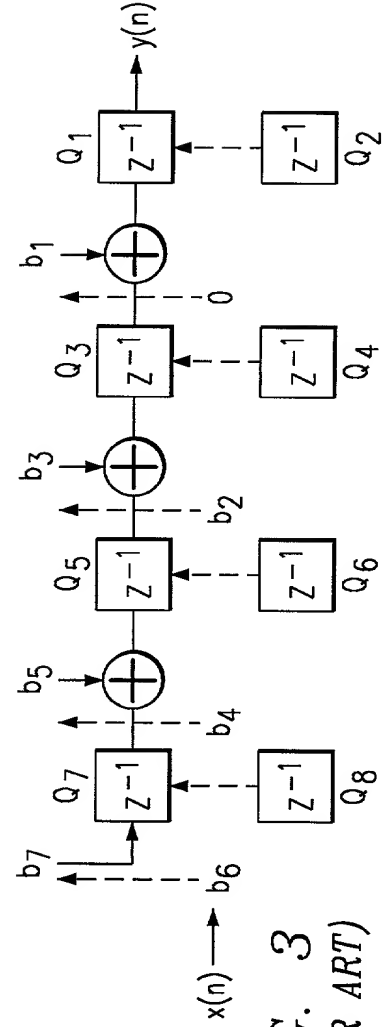 b7 b5 b3 b1
Q7 Q5 Q3 Q1
z⁻¹ z⁻¹ z⁻¹ z⁻¹ y(n)
b6 b4 b2 0
x(n)
z⁻¹ z⁻¹ z⁻¹ z⁻¹
Q8 Q6 Q4 Q2
3
ART)